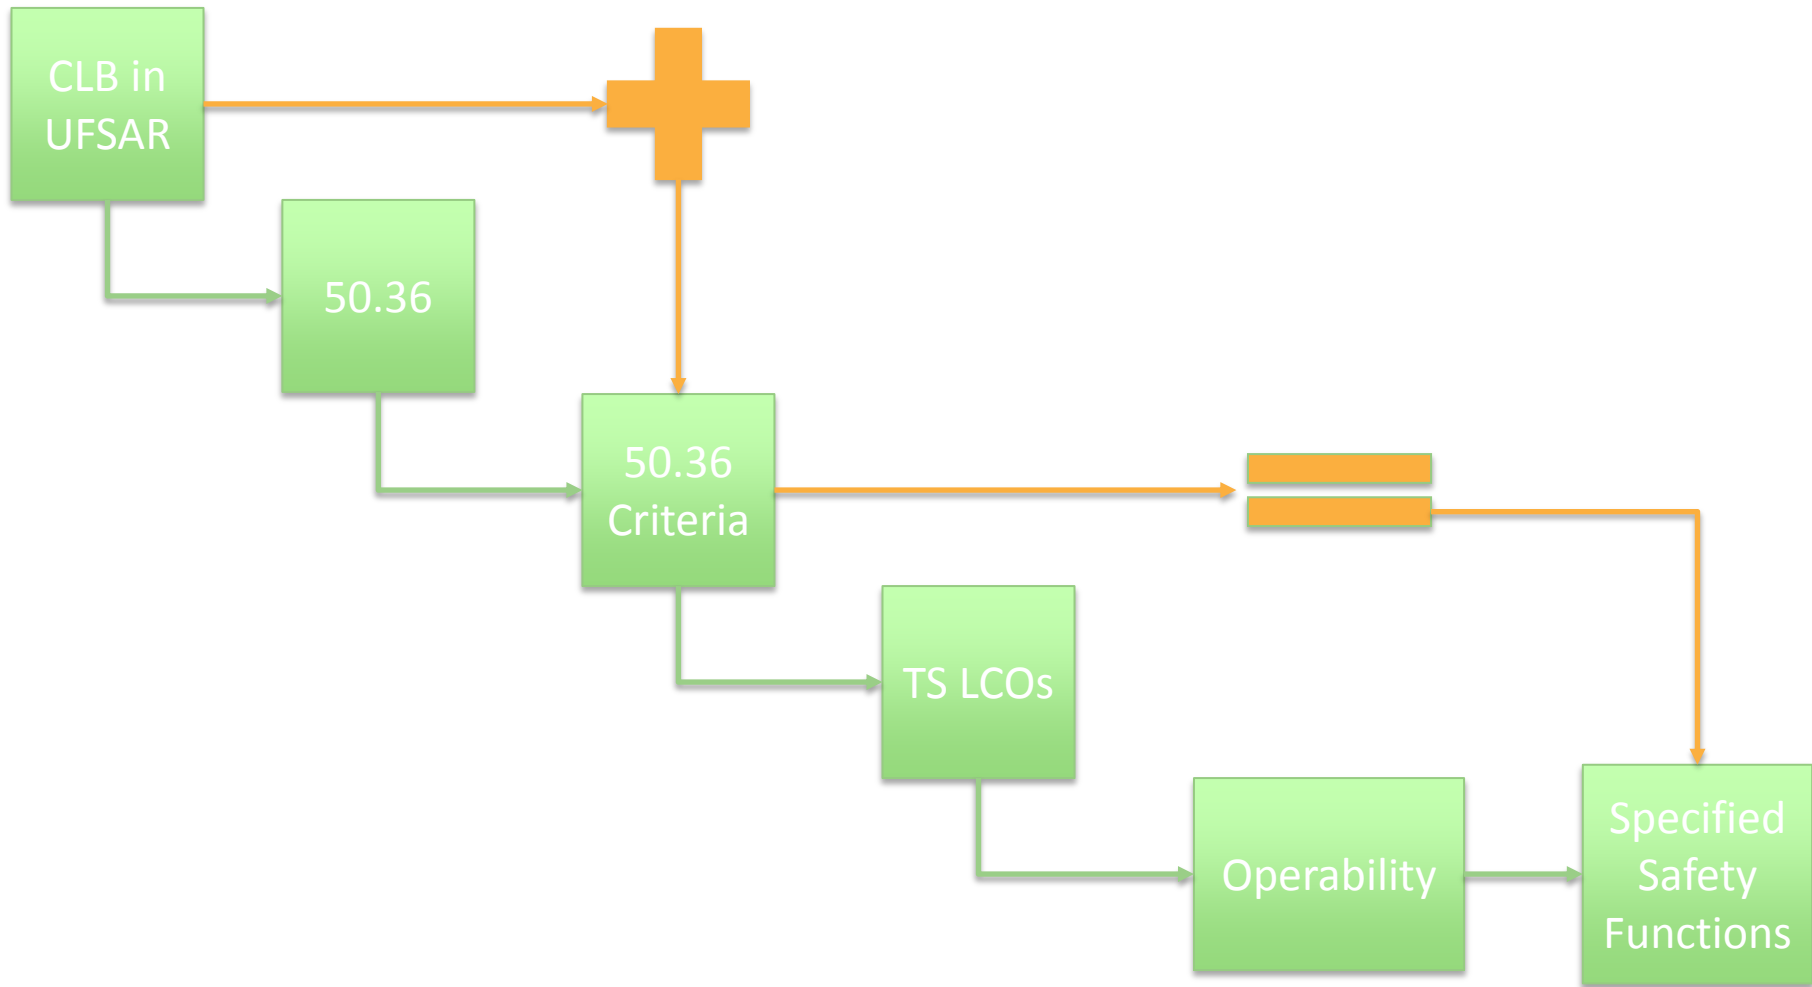 CLB in
UFSAR
50.36
50.36
Criteria
TS LCOs
Operability
Specified
Safety
Functions